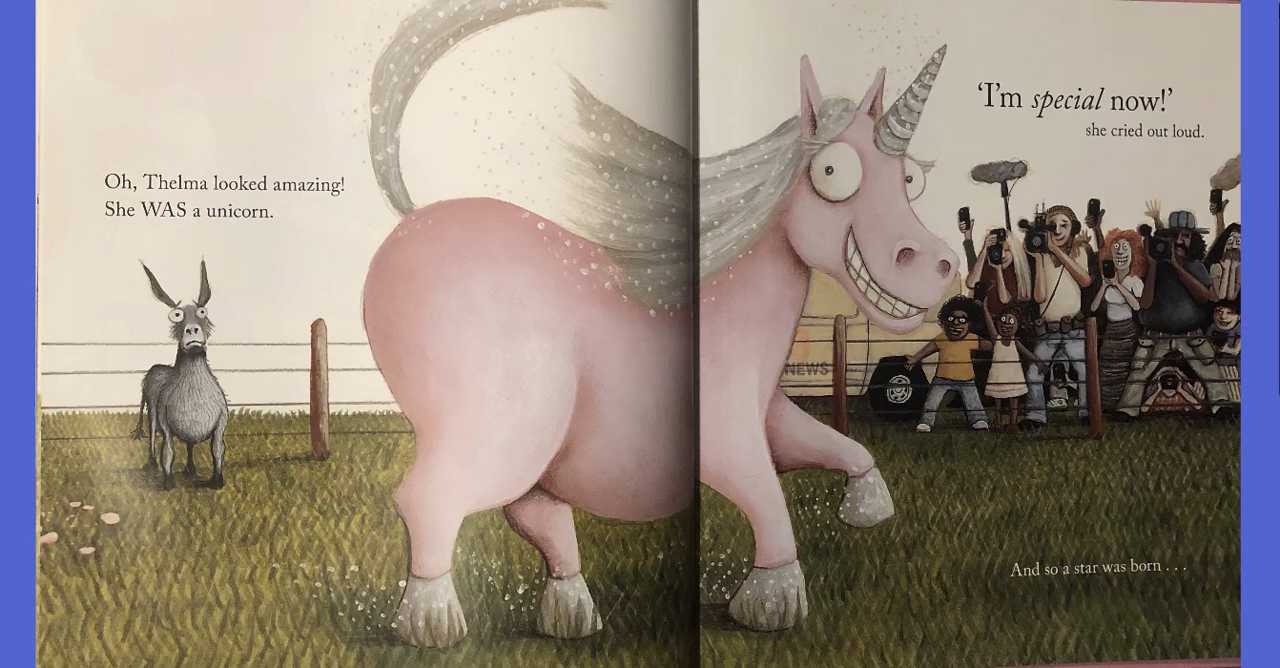 Oh, Thelma looked amazing!
She WAS a unicorn.
‘I’m special now!’
she cried out loud.
NEWS
And so a star was born . . .